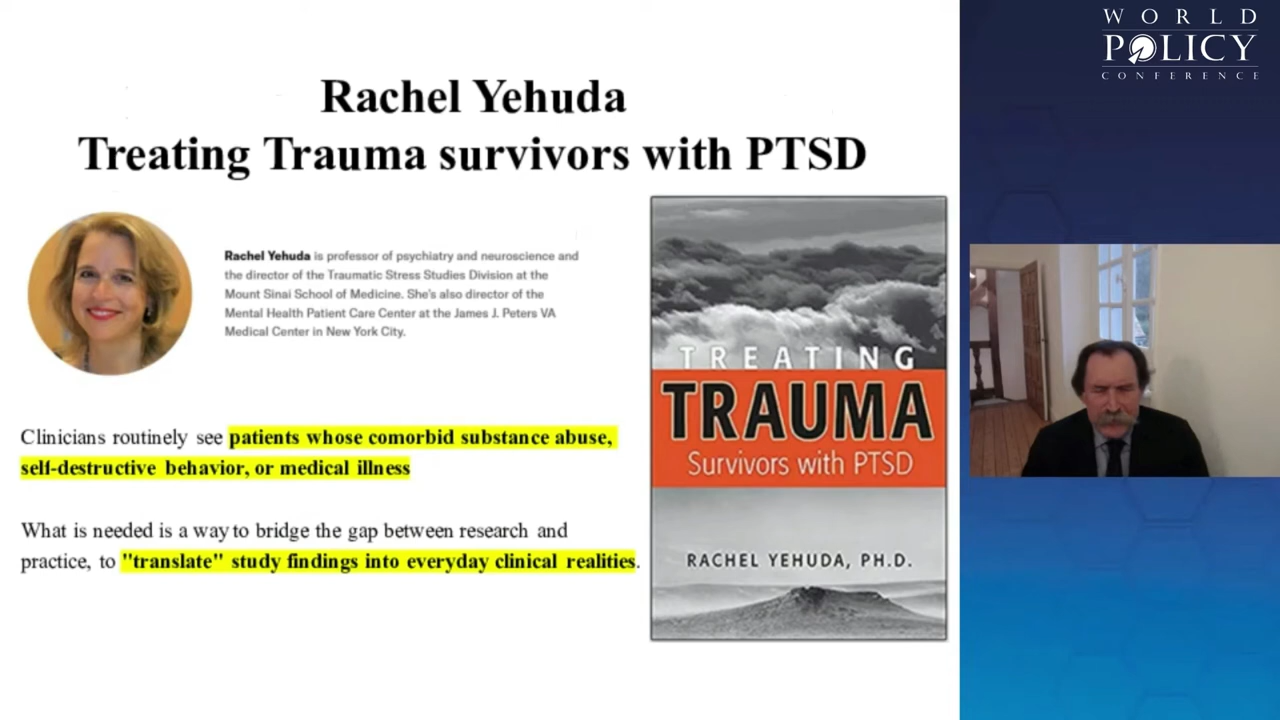 Rachel Yehuda
Treating Trauma survivors with PTSD
Rachel Yehuda is professor of psychiatry and neuroscience and
the director of the Traumatic Stress Studies Division at the
Mount Sinai School of Medicine. She's also director of the
Mental Health Patient Care Center at the James J. Peters VA
Medical Center in New York City.
Clinicians routinely see patients whose comorbid substance abuse,
self-destructive behavior, or medical illness
What is needed is a way to bridge the gap between research and
practice, to "translate" study findings into everyday clinical realities.
TREATING
TRAUMA
Survivors with PTSD
RACHEL YEHUDA, PH.D.
WORLD
POLICY
CONFERENCE